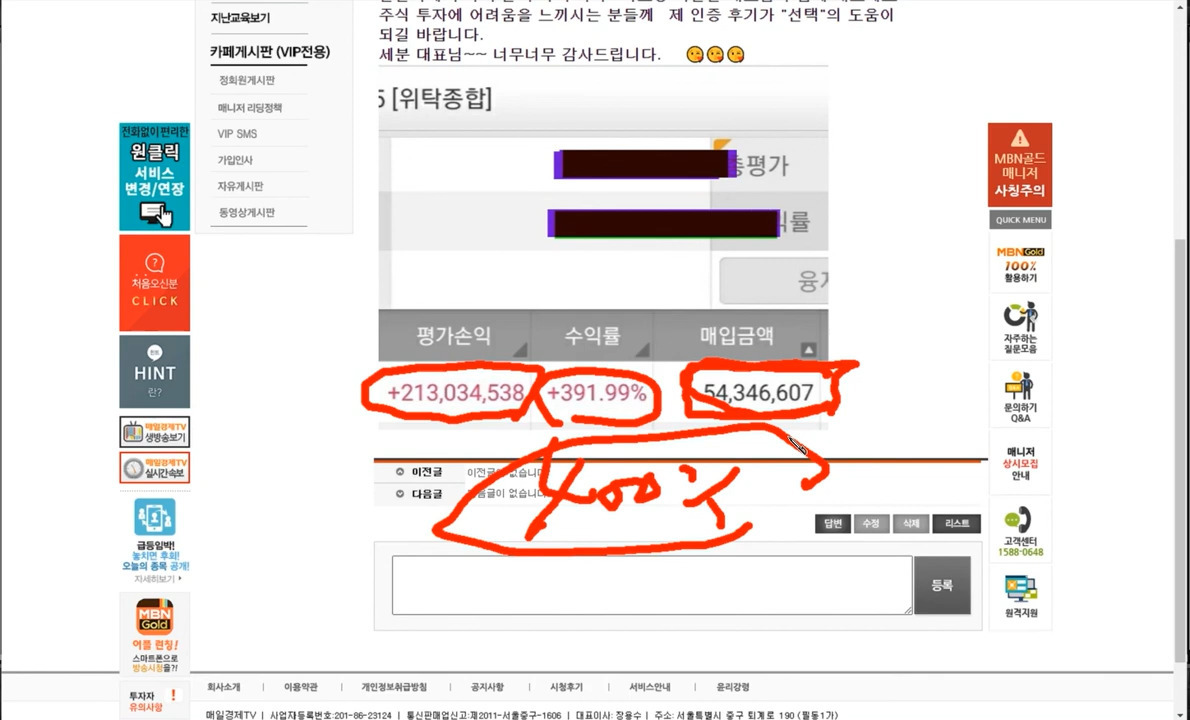 지난교육보기
카페게시판 (VIP전용)
정회원게시판
매니저 리딩정책
VIP SMS
가입인사
자유게시판
동영상게시판
전화없이 편리한
원클릭
서비스
변경/연장
?
처음오신분
CLICK
힌트
HINT
란?
매일경제TV
생방송보기
매일경제TV
실시간속보
급등임박!
놓치면 후회!
오늘의 종목 공개!
자세히보기
MBN
Gold
어플 런칭!
스마트폰으로
방송시청을?!
투자자
유의사항
!
주식 투자에 어려움을 느끼시는 분들께 제 인증 후기가 "선택"의 도움이
되길 바랍니다.
세분 대표님~~ 너무너무 감사드립니다.
5 [위탁종합]
총평가
익률
융자
평가손익 수익률 매입금액
+213,034,538 +391.99% 54,346,607
400%
이전글 이전글이 없습니다
다음글 다음글이 없습니다
답변 수정 삭제 리스트
등록
MBN골드
매니저
사칭주의
QUICK MENU
MBN Gold
100%
활용하기
자주하는
질문모음
문의하기
Q&A
매니저
상시모집
안내
고객센터
1588-0648
원격지원
회사소개 | 이용약관 | 개인정보취급방침 | 공지사항 | 시청후기 | 서비스안내 | 윤리강령
매일경제TV | 사업자등록번호:201-86-23124 | 통신판매업신고:제2011-서울중구-1606 | 대표이사: 장용수 | 주소: 서울특별시 중구 퇴계로 190 (필동1가)